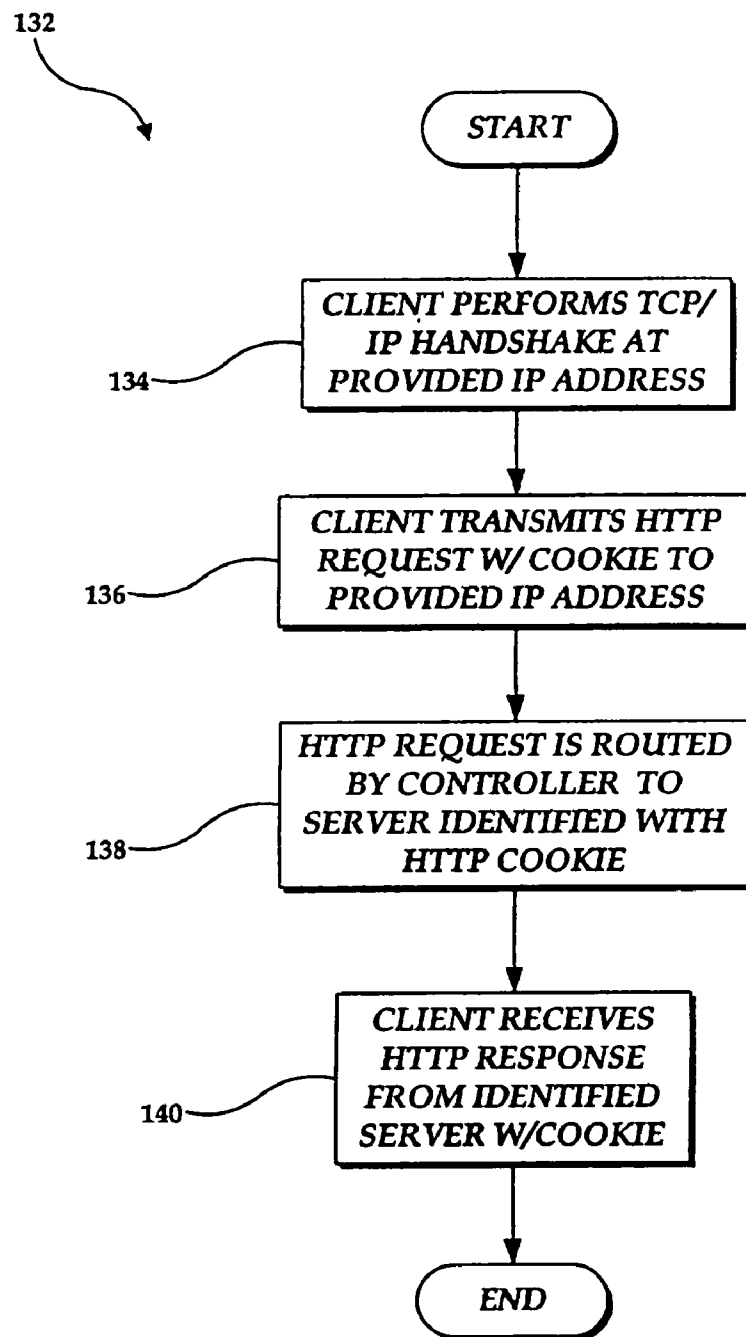 132
START
CLIENT PERFORMS TCP/
IP HANDSHAKE AT
PROVIDED IP ADDRESS
134
CLIENT TRANSMITS HTTP
REQUEST W/ COOKIE TO
PROVIDED IP ADDRESS
136
HTTP REQUEST IS ROUTED
BY CONTROLLER TO
SERVER IDENTIFIED WITH
HTTP COOKIE
138
CLIENT RECEIVES
HTTP RESPONSE
FROM IDENTIFIED
SERVER W/COOKIE
140
END